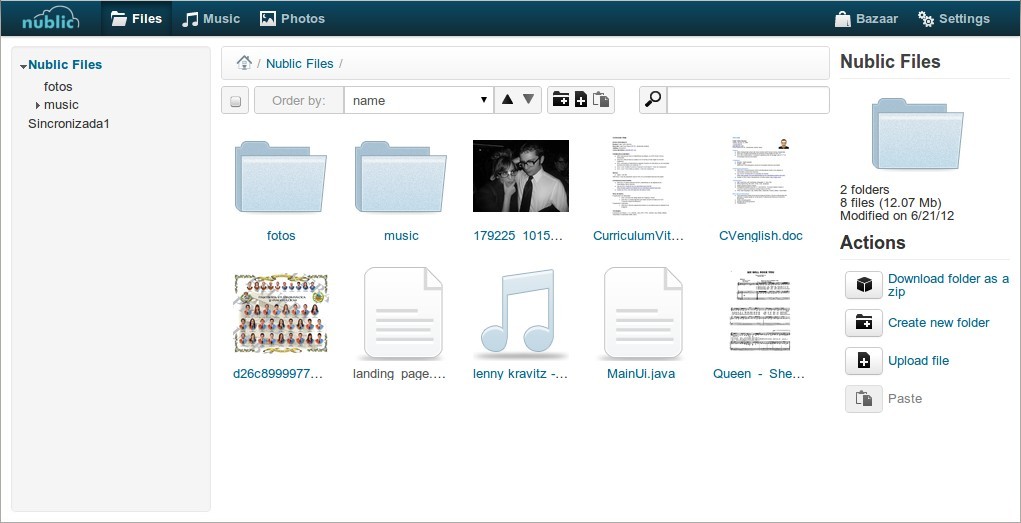 nublic
Files
Music
Photos
Bazaar
Settings
Nublic Files
fotos
music
Sincronizada1
/ Nublic Files /
Order by:
name
fotos
music
179225_1015...
CurriculumVit...
CVenglish.doc
d26c8999977...
landing_page....
lenny kravitz -...
MainUi.java
Queen - She...
Nublic Files
2 folders
8 files (12.07 Mb)
Modified on 6/21/12
Actions
Download folder as a
zip
Create new folder
Upload file
Paste